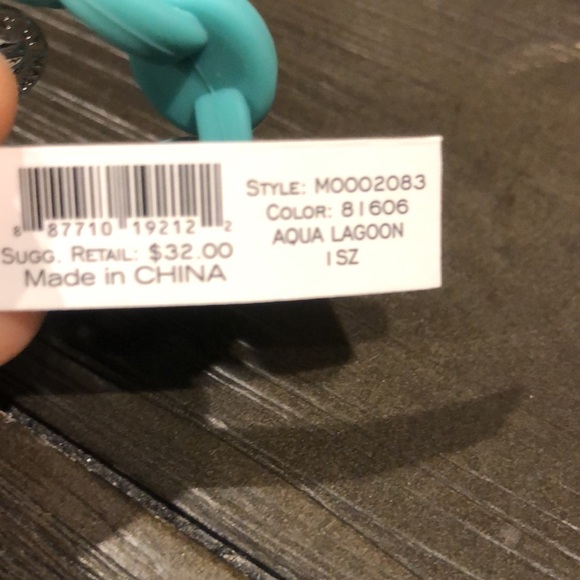 8 87710 19212 2
SUGG. RETAIL: $32.00
Made in CHINA
STYLE: M0002083
COLOR: 81606
AQUA LAGOON
1SZ